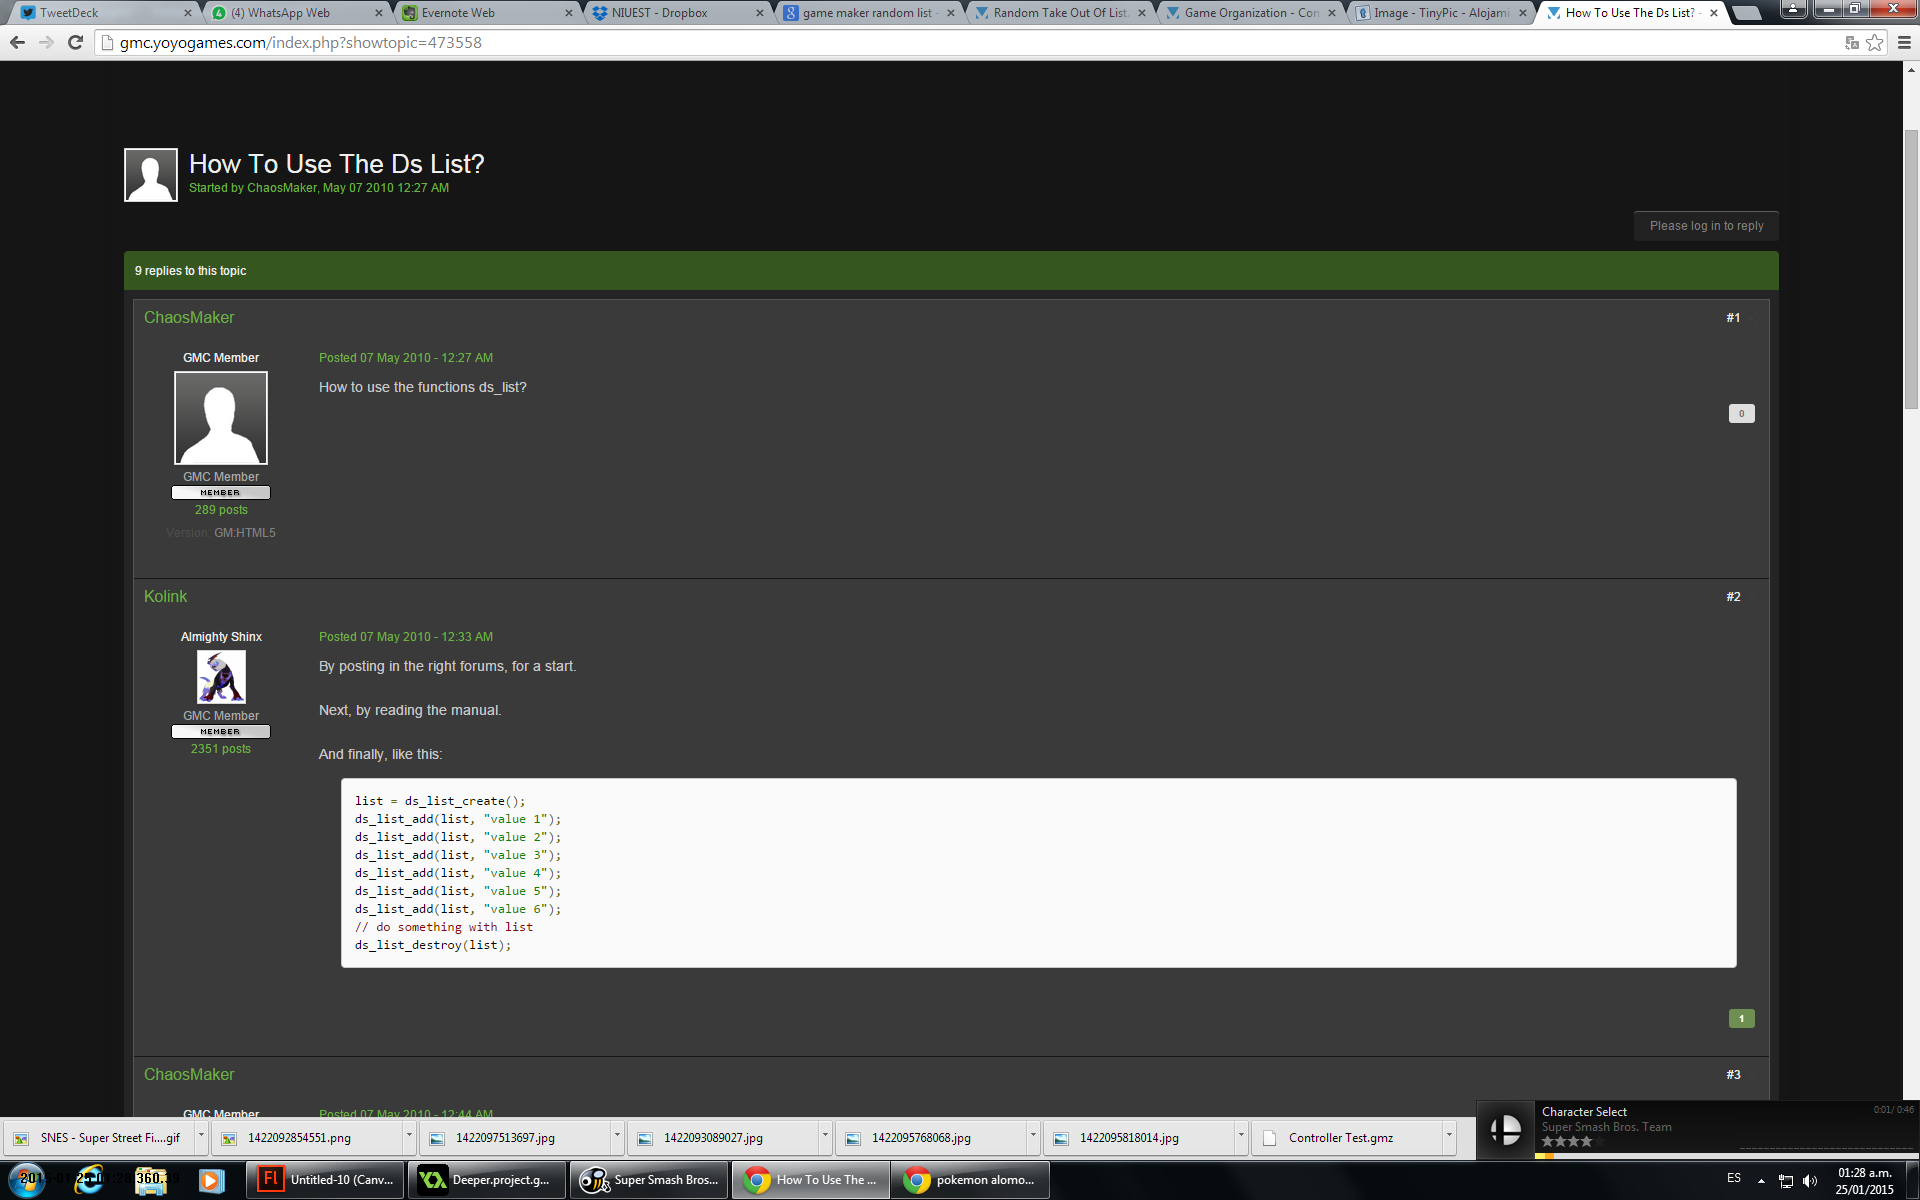 TweetDeck
(4) WhatsApp Web
Evernote Web
NIUEST - Dropbox
game maker random list -
Random Take Out Of List
Game Organization - Con
Image - TinyPic - Alojami
How To Use The Ds List? -
gmc.yoyogames.com/index.php?showtopic=473558
How To Use The Ds List?
Started by ChaosMaker, May 07 2010 12:27 AM
Please log in to reply
9 replies to this topic
ChaosMaker
#1
GMC Member
Posted 07 May 2010 - 12:27 AM
How to use the functions ds_list?
0
GMC Member
MEMBER
289 posts
Version: GM:HTML5
Kolink
#2
Almighty Shinx
Posted 07 May 2010 - 12:33 AM
By posting in the right forums, for a start.
GMC Member
Next, by reading the manual.
MEMBER
2351 posts
And finally, like this:
list = ds_list_create();
ds_list_add(list, "value 1");
ds_list_add(list, "value 2");
ds_list_add(list, "value 3");
ds_list_add(list, "value 4");
ds_list_add(list, "value 5");
ds_list_add(list, "value 6");
// do something with list
ds_list_destroy(list);
1
ChaosMaker
#3
GMC Member
Posted 07 May 2010 - 12:44 AM
Character Select
0:01/ 0:46
Super Smash Bros. Team
SNES - Super Street Fi....gif
1422092854551.png
1422097513697.jpg
1422093089027.jpg
1422095768068.jpg
1422095818014.jpg
Controller Test.gmz
2015-01-25 01:28:360.39
Fl
Untitled-10 (Canv...
Deeper.project.g...
Super Smash Bros...
How To Use The ...
pokemon alomo...
ES
01:28 a.m.
25/01/2015